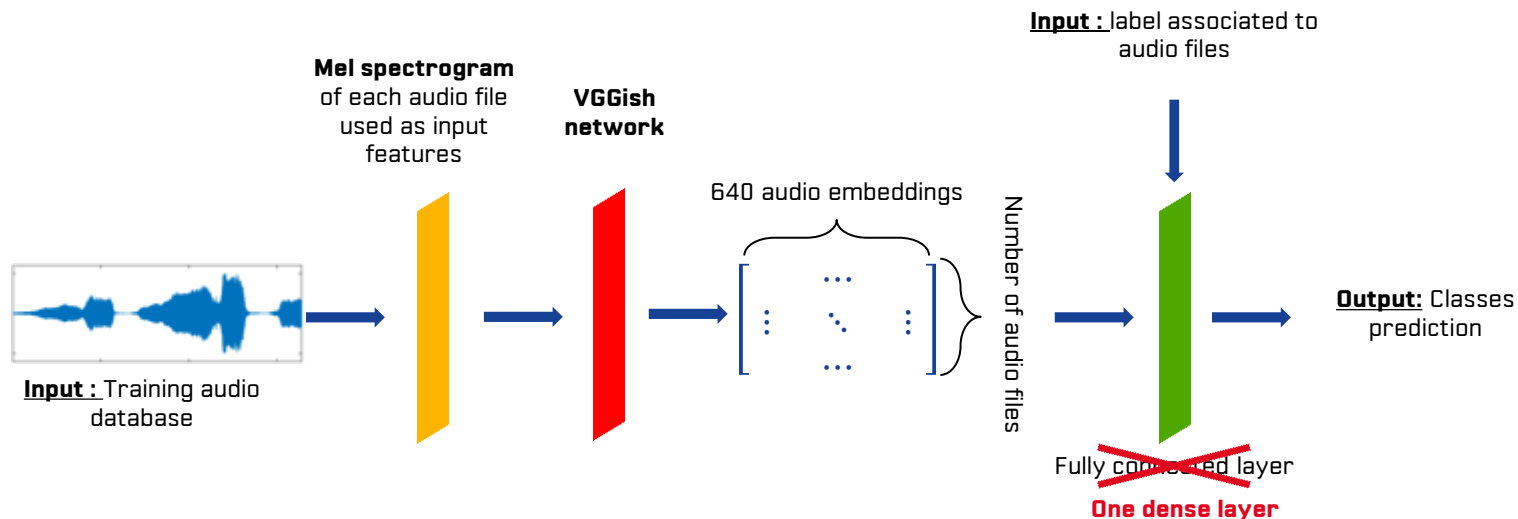 Input : label associated to
audio files
Mel spectrogram
of each audio file
used as input
features
VGGish
network
640 audio embeddings
Number of audio files
Input : Training audio
database
Output: Classes
prediction
Fully connected layer
One dense layer